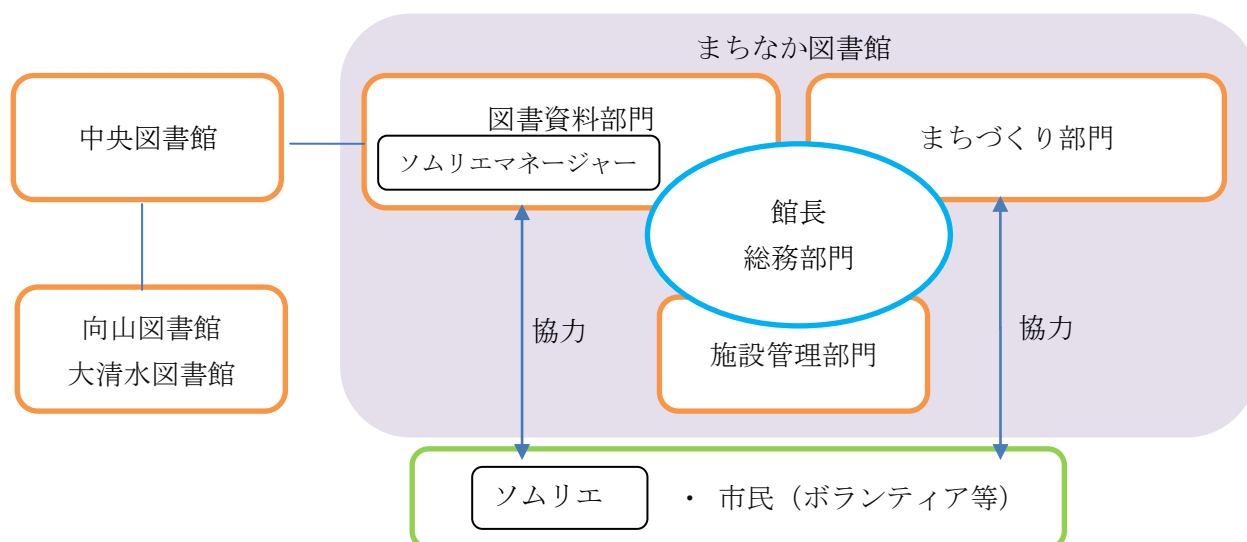 まちなか図書館
中央図書館
図書資料部門
ソムリエマネージャー
まちづくり部門
館長
総務部門
向山図書館
大清水図書館
協力
施設管理部門
協力
ソムリエ ・ 市民（ボランティア等）